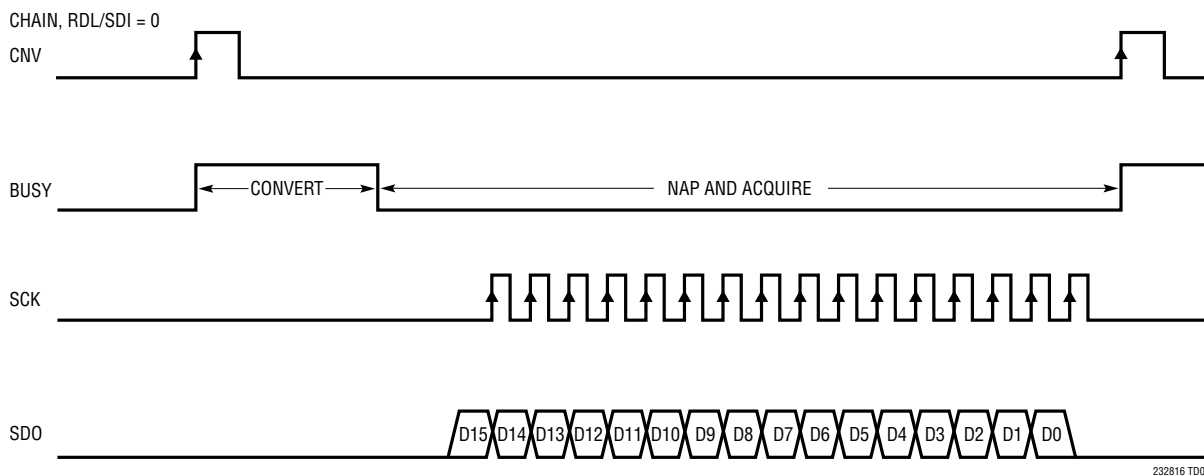 CHAIN, RDL/SDI = 0
CNV
BUSY
CONVERT
NAP AND ACQUIRE
SCK
SDO
D15 D14 D13 D12 D11 D10 D9 D8 D7 D6 D5 D4 D3 D2 D1 D0